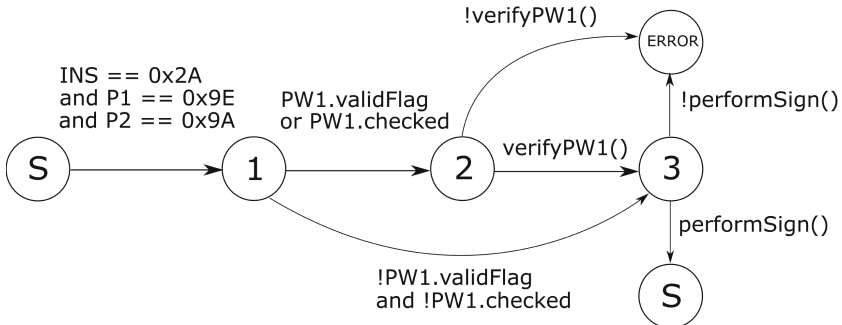 !verifyPW1()
ERROR
INS == 0x2A
and P1 == 0x9E
and P2 == 0x9A
PW1.validFlag
or PW1.checked
!performSign()
verifyPW1()
S
1
2
3
performSign()
!PW1.validFlag
and !PW1.checked
S